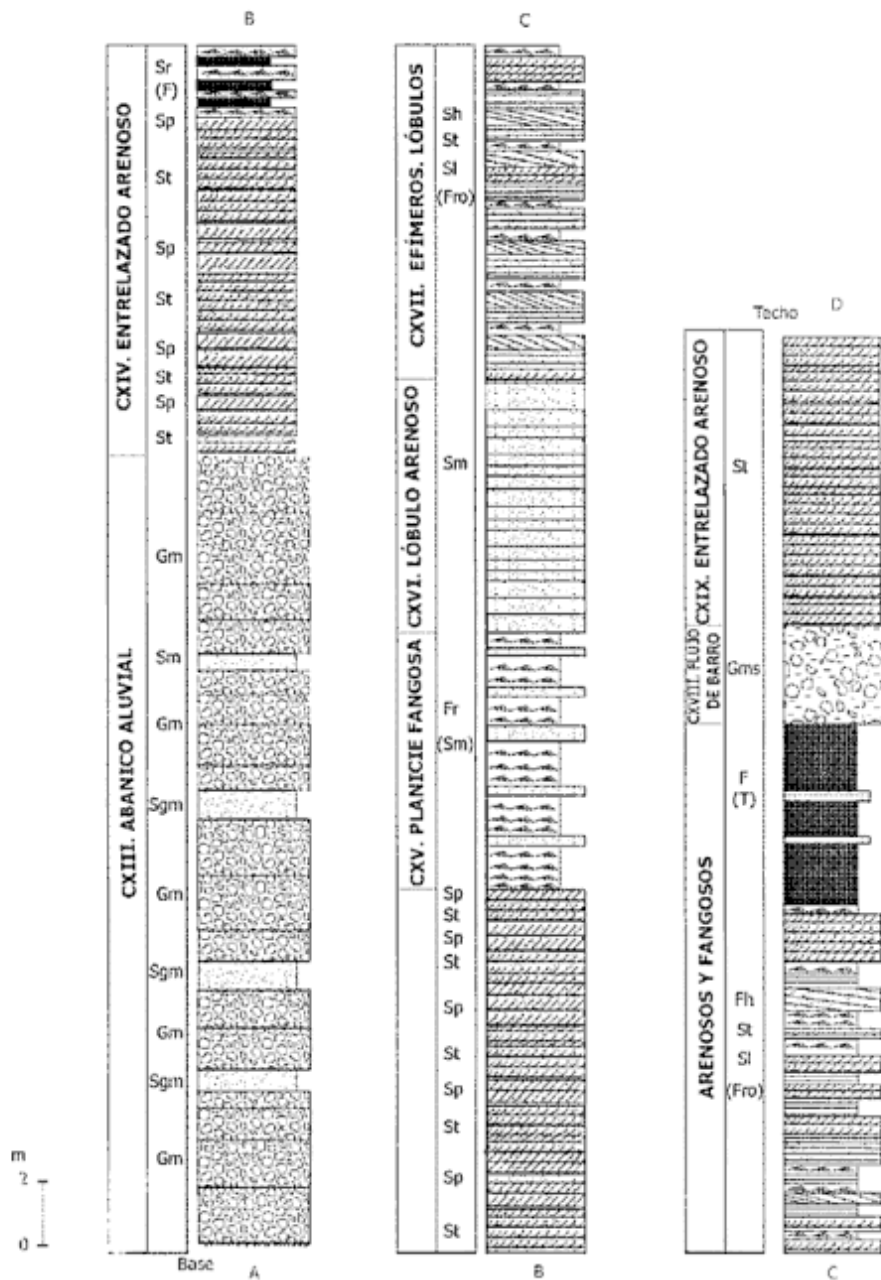 B
Sr
(F)
Sp
St
Sp
St
Sp
St
Sp
St
CXIV. ENTRELAZADO ARENOSO
Gm
Sm
Gm
Sgm
Gm
Sgm
Gm
Sgm
Gm
CXIII. ABANICO ALUVIAL
m
2
0
Base
A
C
Sh
St
Sl
(Fro)
CXVII. EFÍMEROS. LÓBULOS
Sm
CXVI. LÓBULO ARENOSO
Fr
(Sm)
CXV. PLANICIE FANGOSA
Sp
St
Sp
St
Sp
St
Sp
St
Sp
St
B
Techo
D
St
CXIX. ENTRELAZADO ARENOSO
Gms
CXVIII. FLUJO
DE BARRO
F
(T)
Fh
St
Sl
(Fro)
ARENOSOS Y FANGOSOS
C